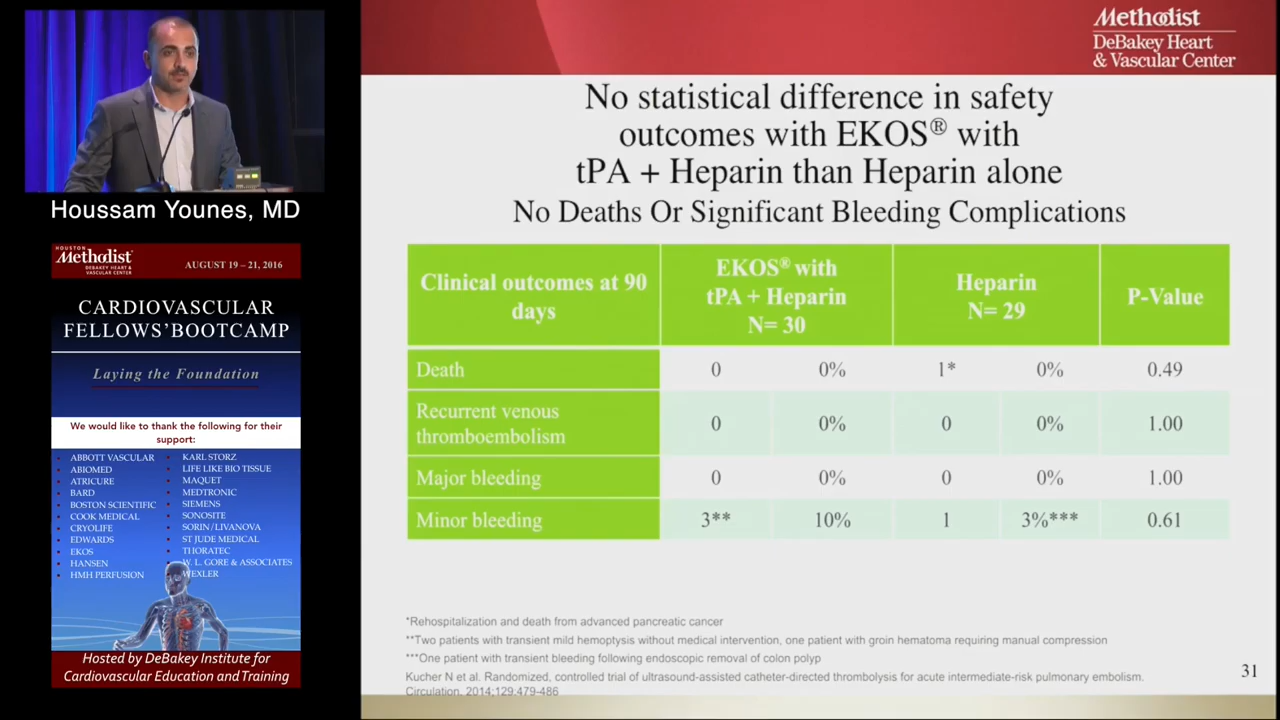 Houssam Younes, MD
HOUSTON
Methodist
DEBAKEY HEART &
VASCULAR CENTER
AUGUST 19 – 21, 2016
CARDIOVASCULAR
FELLOWS'BOOTCAMP
Laying the Foundation
We would like to thank the following for their
support:
• ABBOTT VASCULAR
• ABIOMED
• ATRICURE
• BARD
• BOSTON SCIENTIFIC
• COOK MEDICAL
• CRYOLIFE
• EDWARDS
• EKOS
• HANSEN
• HMH PERFUSION
• KARL STORZ
• LIFE LIKE BIO TISSUE
• MAQUET
• MEDTRONIC
• SIEMENS
• SONOSITE
• SORIN/LIVANOVA
• ST JUDE MEDICAL
• THORATEC
• W. L. GORE & ASSOCIATES
WEXLER
Hosted by DeBakey Institute for
Cardiovascular Education and Training
Methodist
DeBakey Heart
& Vascular Center
No statistical difference in safety
outcomes with EKOS® with
tPA + Heparin than Heparin alone
No Deaths Or Significant Bleeding Complications
Clinical outcomes at 90
days
EKOS® with
tPA + Heparin
N= 30
Heparin
N= 29
P-Value
Death 0 0% 1* 0% 0.49
Recurrent venous
thromboembolism 0 0% 0 0% 1.00
Major bleeding 0 0% 0 0% 1.00
Minor bleeding 3** 10% 1 3%*** 0.61
*Rehospitalization and death from advanced pancreatic cancer
**Two patients with transient mild hemoptysis without medical intervention, one patient with groin hematoma requiring manual compression
***One patient with transient bleeding following endoscopic removal of colon polyp
Kucher N et al. Randomized, controlled trial of ultrasound-assisted catheter-directed thrombolysis for acute intermediate-risk pulmonary embolism.
Circulation. 2014;129:479-486
31